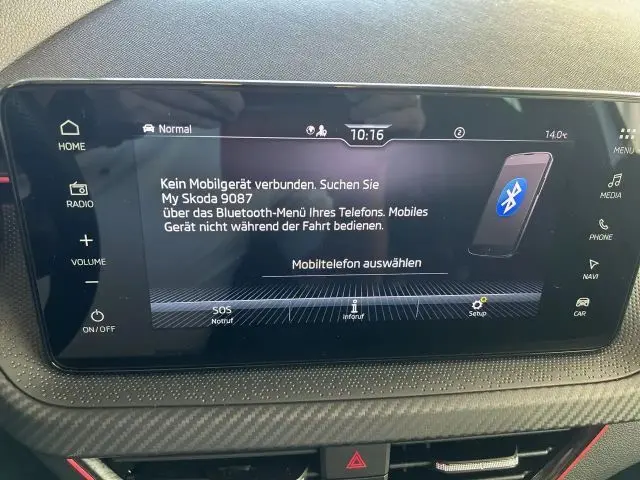 Normal
10:16
2
14.0°C
HOME
RADIO
+
VOLUME
−
ON/OFF
Kein Mobilgerät verbunden. Suchen Sie
My Skoda 9087
über das Bluetooth-Menü Ihres Telefons. Mobiles
Gerät nicht während der Fahrt bedienen.
Mobiltelefon auswählen
SOS
Notruf
i
Inforuf
Setup
MENU
MEDIA
PHONE
NAVI
CAR